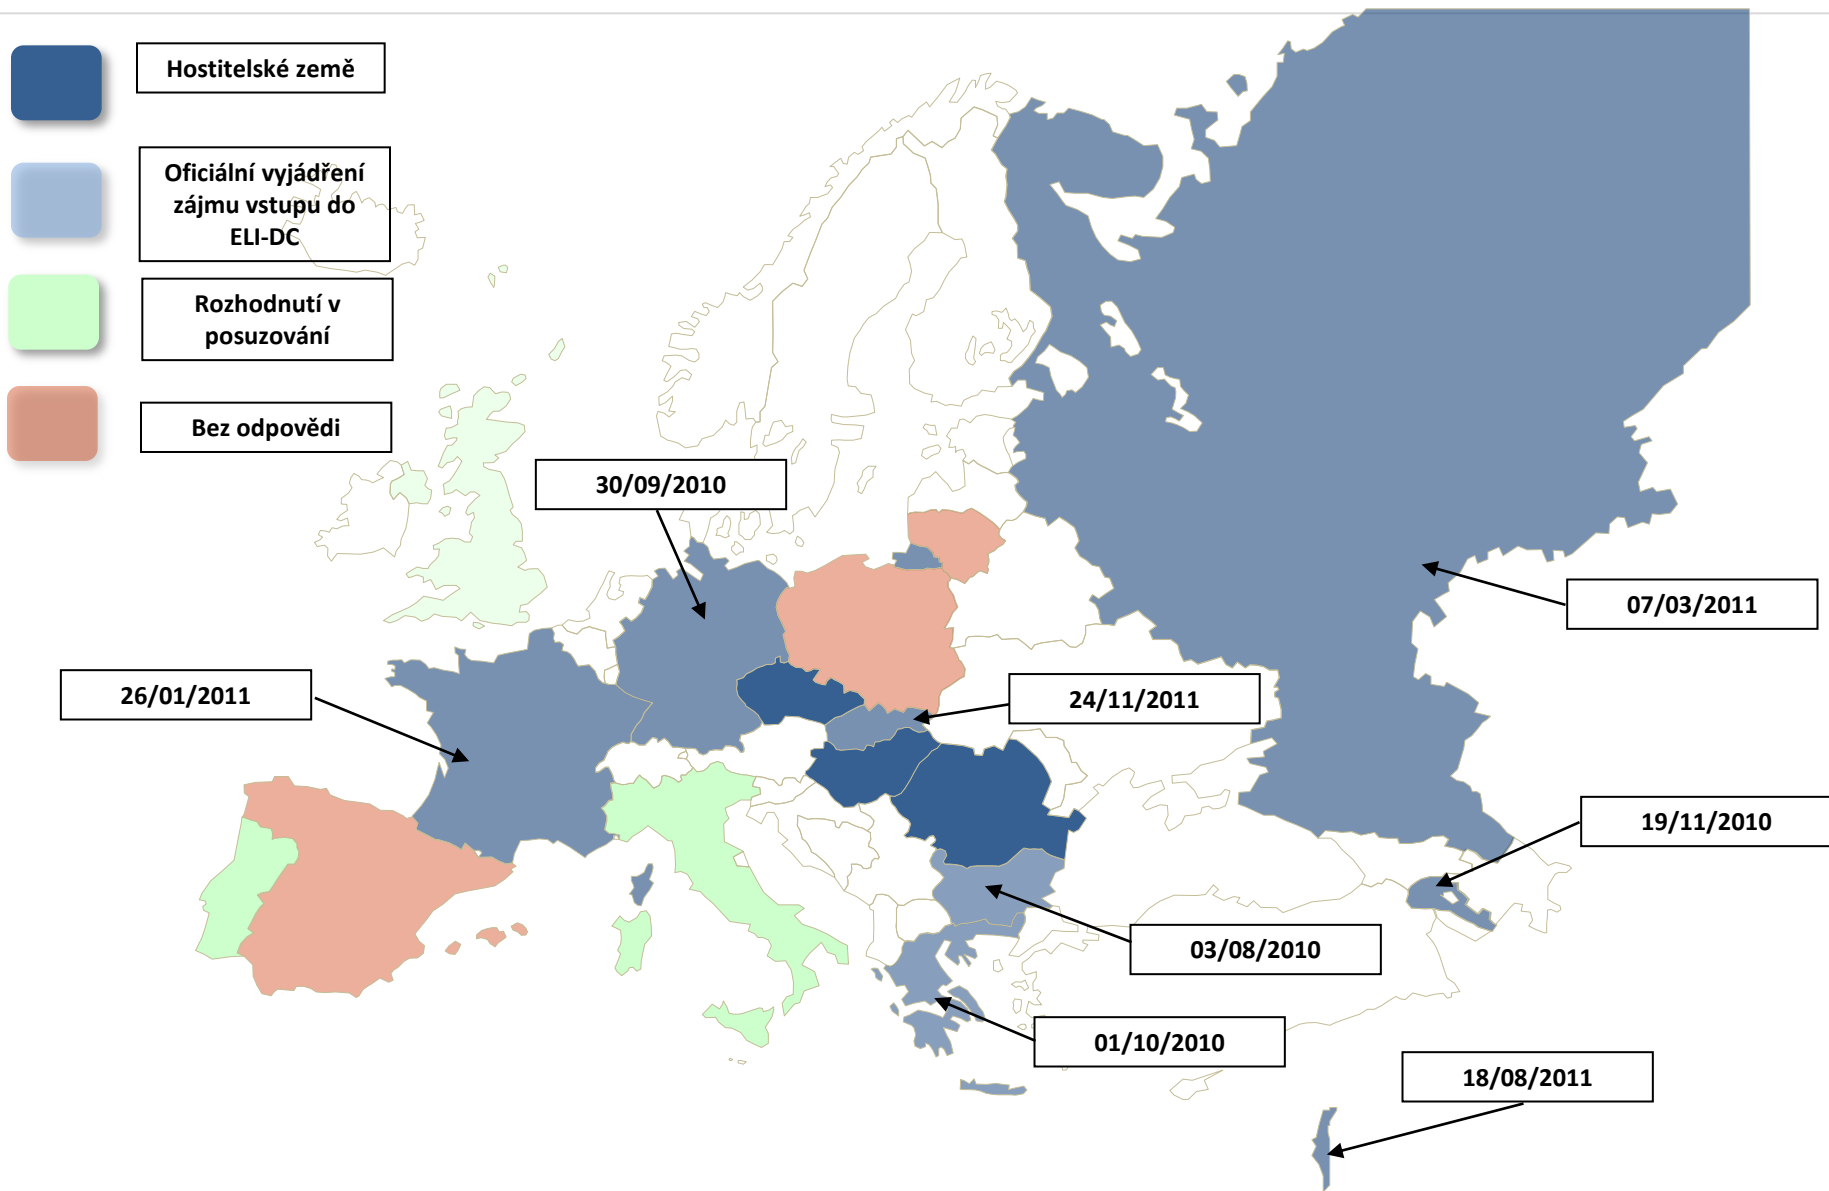 Hostitelské země
Oficiální vyjádření
zájmu vstupu do
ELI-DC
Rozhodnutí v
posuzování
Bez odpovědi
30/09/2010
07/03/2011
26/01/2011
24/11/2011
19/11/2010
03/08/2010
01/10/2010
18/08/2011